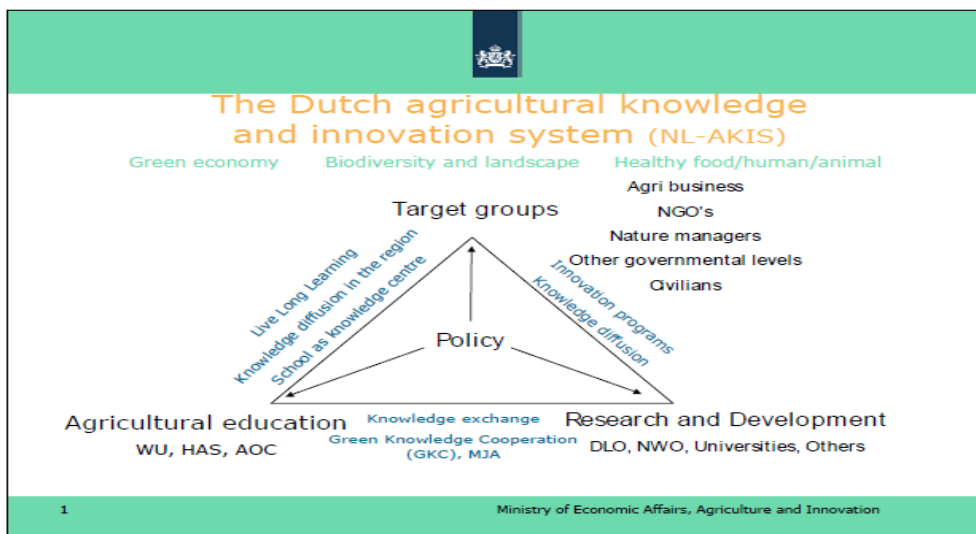 The Dutch agricultural knowledge
and innovation system (NL-AKIS)
Green economy Biodiversity and landscape Healthy food/human/animal
Agri business
Target groups
NGO's
Nature managers
Other governmental levels
Civilians
Live Long Learning
Knowledge diffusion in the region
School as knowledge centre
Innovation programs
Knowledge diffusion
Policy
Agricultural education
WU, HAS, AOC
Knowledge exchange
Green Knowledge Cooperation
(GKC), MJA
Research and Development
DLO, NWO, Universities, Others
1 Ministry of Economic Affairs, Agriculture and Innovation